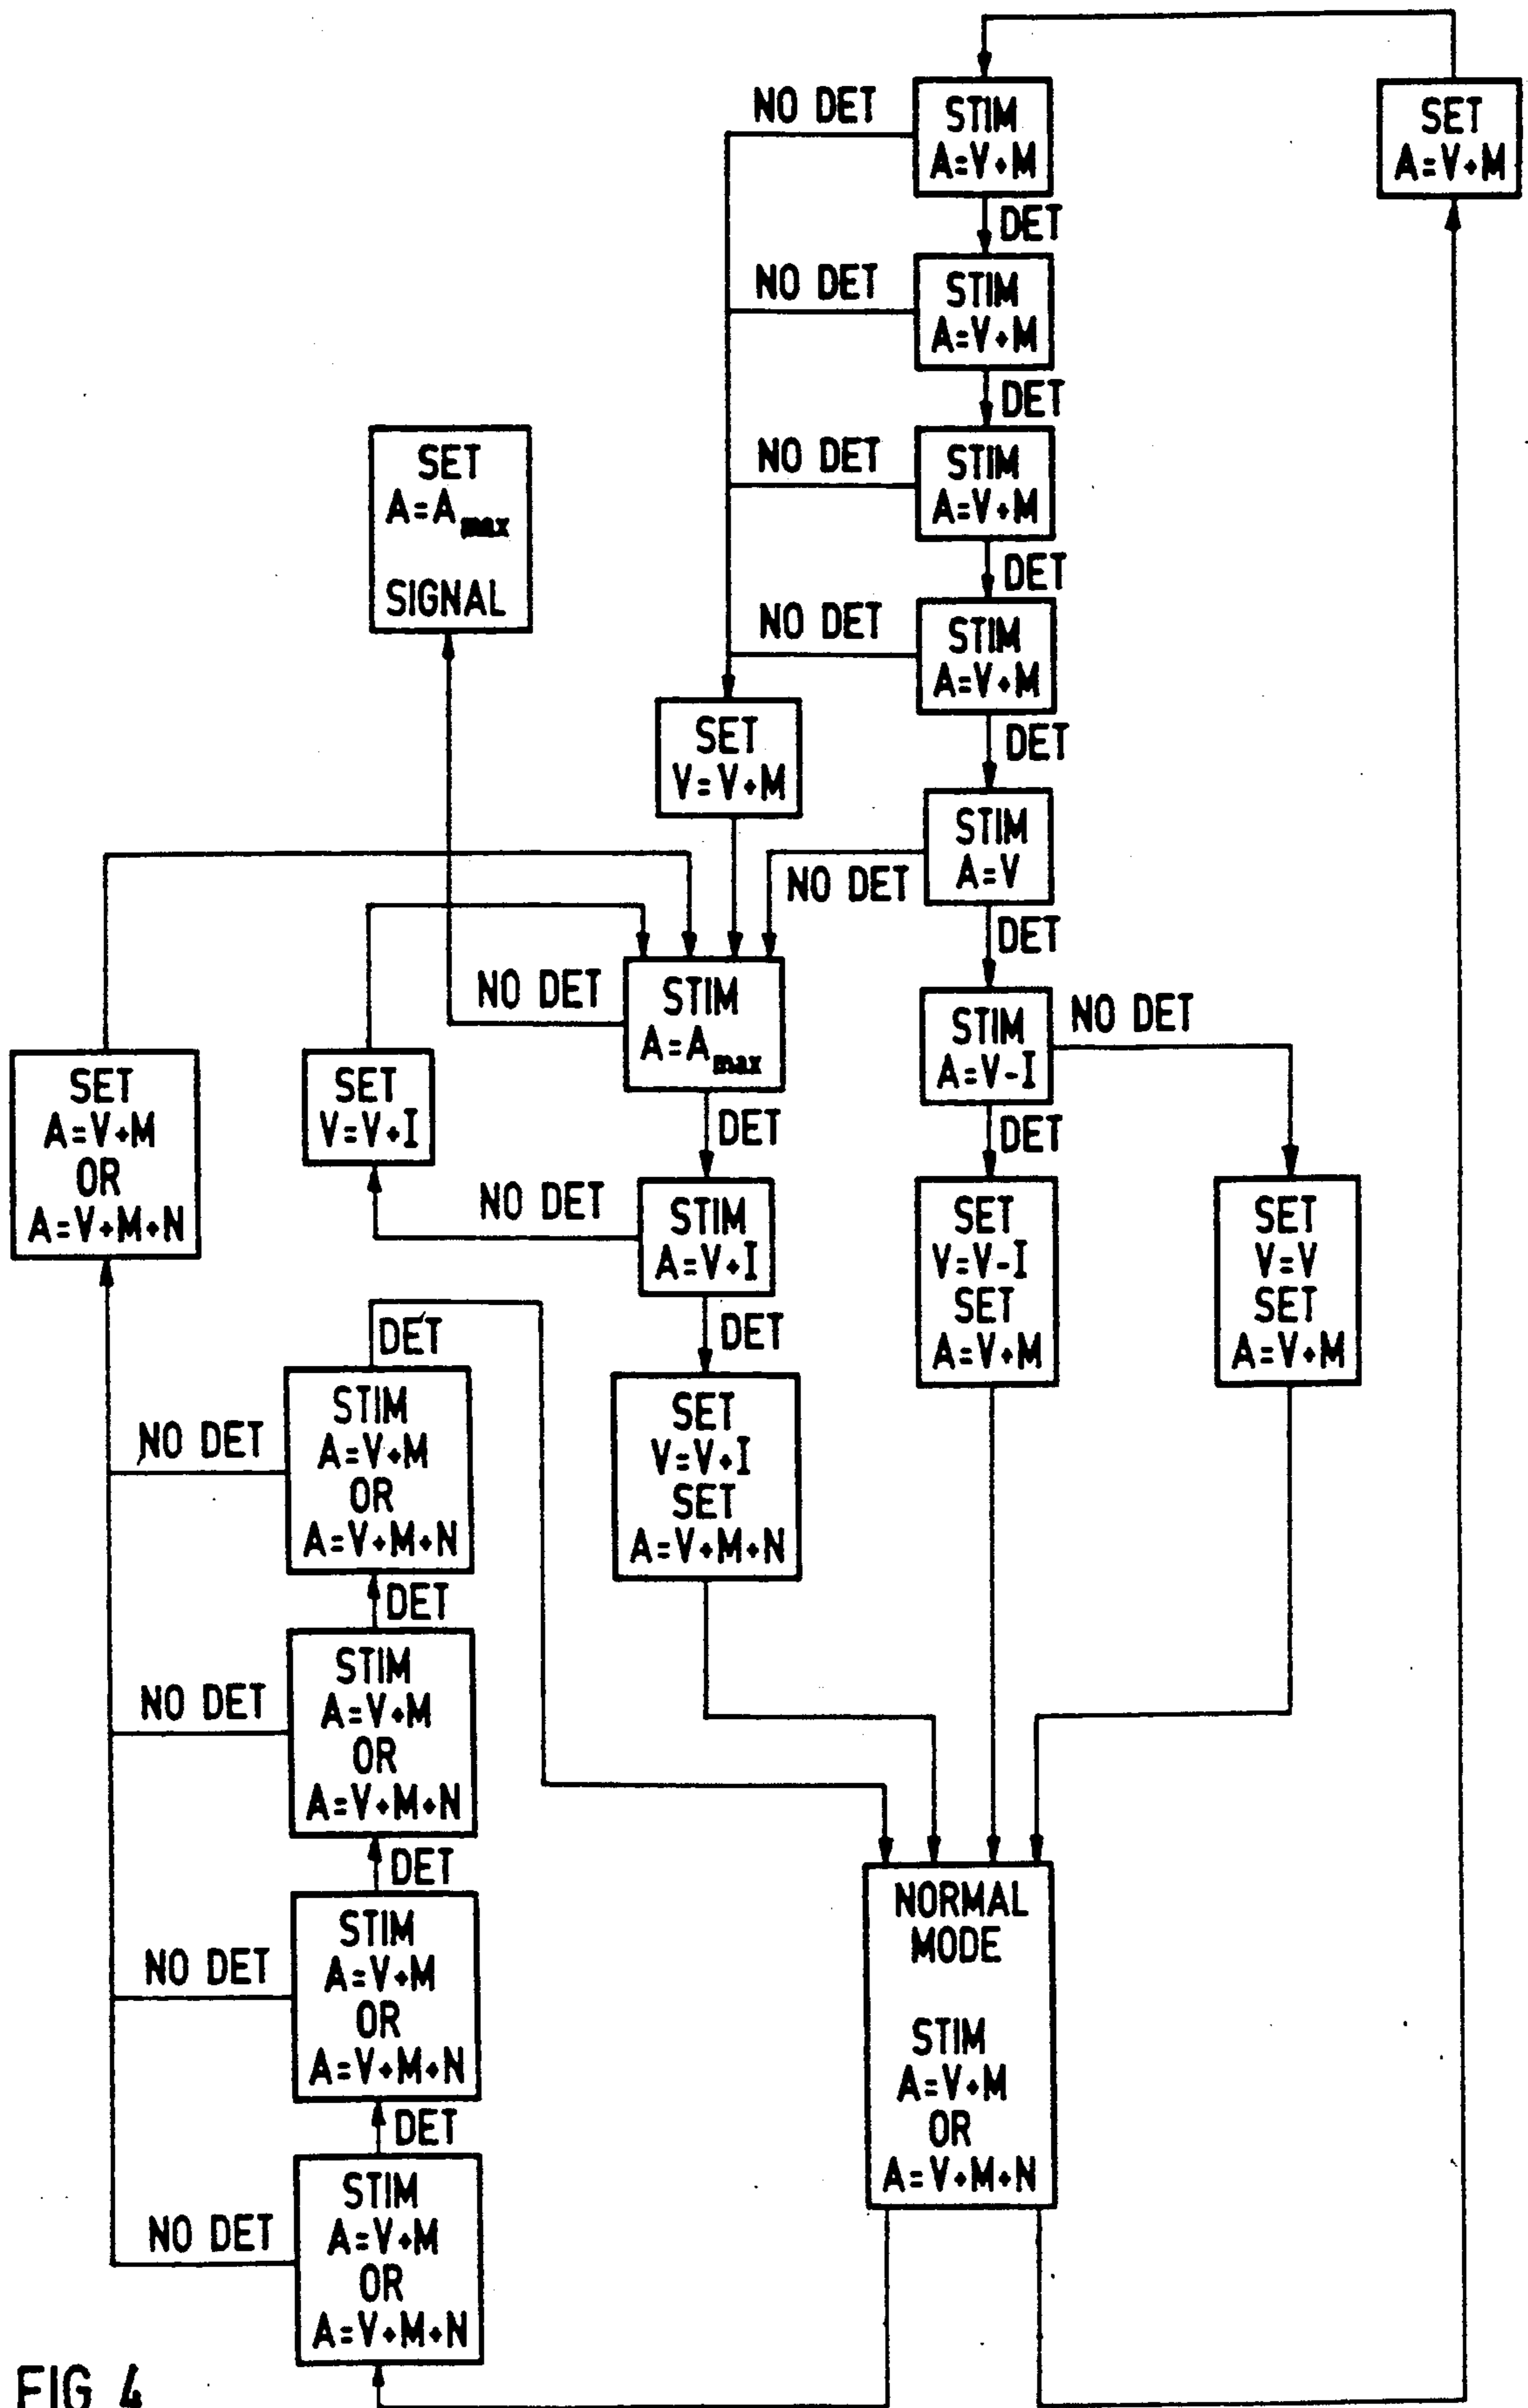 NO DET
STIM
A=V+M
SET
A=V+M
DET
NO DET
STIM
A=V+M
DET
NO DET
STIM
A=V+M
SET
A=Amax
SIGNAL
DET
NO DET
STIM
A=V+M
DET
SET
V=V+M
STIM
A=V
NO DET
DET
NO DET
STIM
A=Amax
STIM
A=V-I
NO DET
SET
A=V+M
OR
A=V+M+N
SET
V=V+I
DET
DET
NO DET
STIM
A=V+I
SET
V=V-I
SET
A=V+M
SET
V=V
SET
A=V+M
DET
DET
NO DET
STIM
A=V+M
OR
A=V+M+N
SET
V=V+I
SET
A=V+M+N
DET
NO DET
STIM
A=V+M
OR
A=V+M+N
DET
NO DET
STIM
A=V+M
OR
A=V+M+N
NORMAL
MODE
STIM
A=V+M
OR
A=V+M+N
DET
NO DET
STIM
A=V+M
OR
A=V+M+N
FIG 4